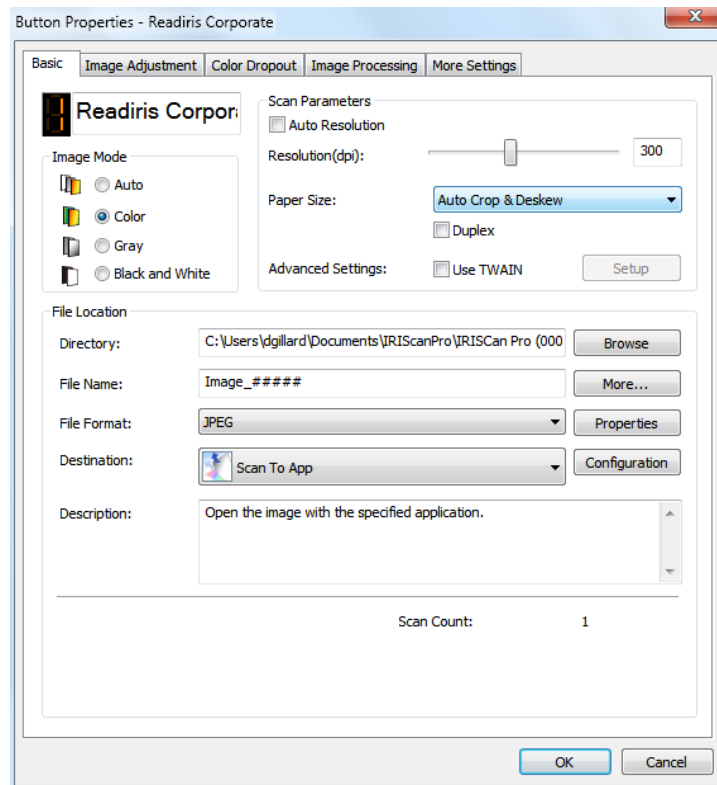 Button Properties - Readiris Corporate
Basic
Image Adjustment
Color Dropout
Image Processing
More Settings
1
Readiris Corpor
Image Mode
Auto
Color
Gray
Black and White
Scan Parameters
Auto Resolution
Resolution(dpi):
300
Paper Size:
Auto Crop & Deskew
Duplex
Advanced Settings:
Use TWAIN
Setup
File Location
Directory:
C:\Users\dgillard\Documents\IRIScanPro\IRISCan Pro (000
Browse
File Name:
Image_#####
More...
File Format:
JPEG
Properties
Destination:
Scan To App
Configuration
Description:
Open the image with the specified application.
Scan Count:
1
OK
Cancel